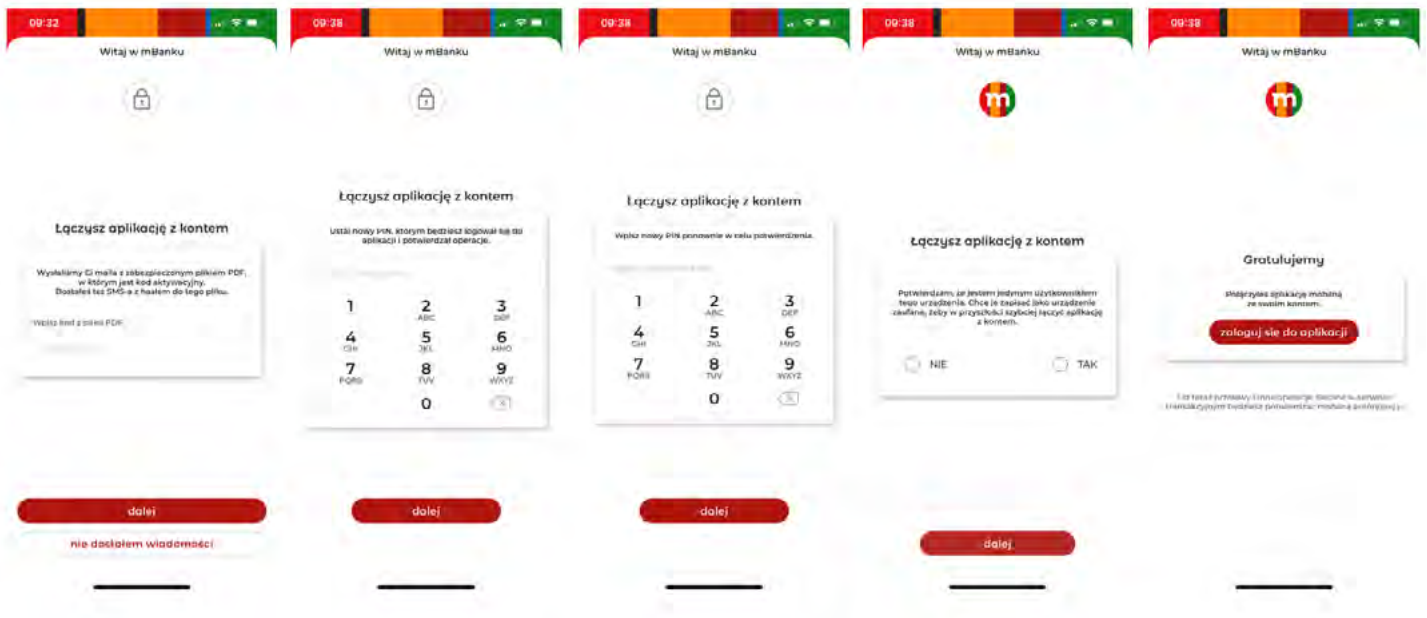 09:32
Witaj w mBanku
Łączysz aplikację z kontem
Wysłaliśmy Ci maila z zabezpieczonym plikiem PDF,
w którym jest kod aktywacyjny.
Dostałeś też SMS-a z hasłem do tego pliku.
Wpisz kod z pliku PDF
dalej
nie dostałem wiadomości
09:38
Witaj w mBanku
Łączysz aplikację z kontem
Ustal nowy PIN, którym będziesz logował się do
aplikacji i potwierdzał operacje.
1
2
ABC
3
DEF
4
GHI
5
JKL
6
MNO
7
PQRS
8
TUV
9
WXYZ
0
dalej
09:38
Witaj w mBanku
Łączysz aplikację z kontem
Wpisz nowy PIN ponownie w celu potwierdzenia.
1
2
ABC
3
DEF
4
GHI
5
JKL
6
MNO
7
PQRS
8
TUV
9
WXYZ
0
dalej
09:38
Witaj w mBanku
m
Łączysz aplikację z kontem
Potwierdzam, że jestem jedynym użytkownikiem
tego urządzenia. Chcę je zapisać jako urządzenie
zaufane, żeby w przyszłości szybciej łączyć aplikację
z kontem.
NIE
TAK
dalej
09:38
Witaj w mBanku
m
Gratulujemy
Połączyłeś aplikację mobilną
ze swoim kontem.
zaloguj się do aplikacji